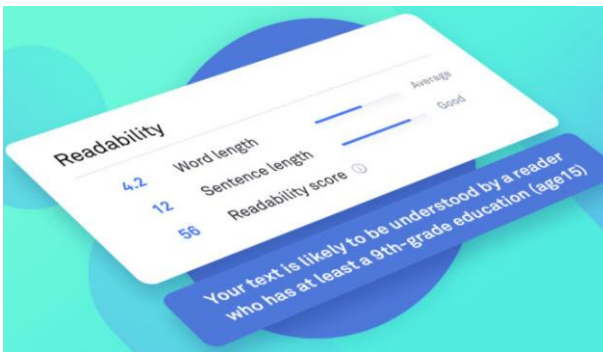 Readability
4.2 Word length Average
12 Sentence length Good
56 Readability score ⓘ
Your text is likely to be understood by a reader
who has at least a 9th-grade education (age15)